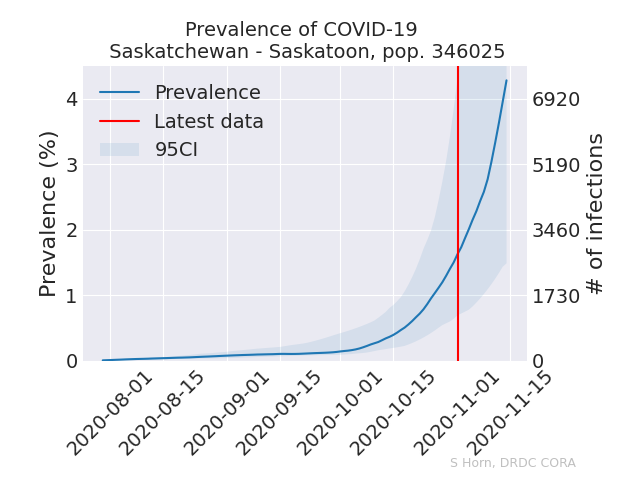 Prevalence of COVID-19
Saskatchewan - Saskatoon, pop. 346025
Prevalence
Latest data
95CI
Prevalence (%)
4
3
2
1
0
6920
5190
3460
1730
0
# of infections
2020-08-01
2020-08-15
2020-09-01
2020-09-15
2020-10-01
2020-10-15
2020-11-01
2020-11-15
S Horn, DRDC CORA